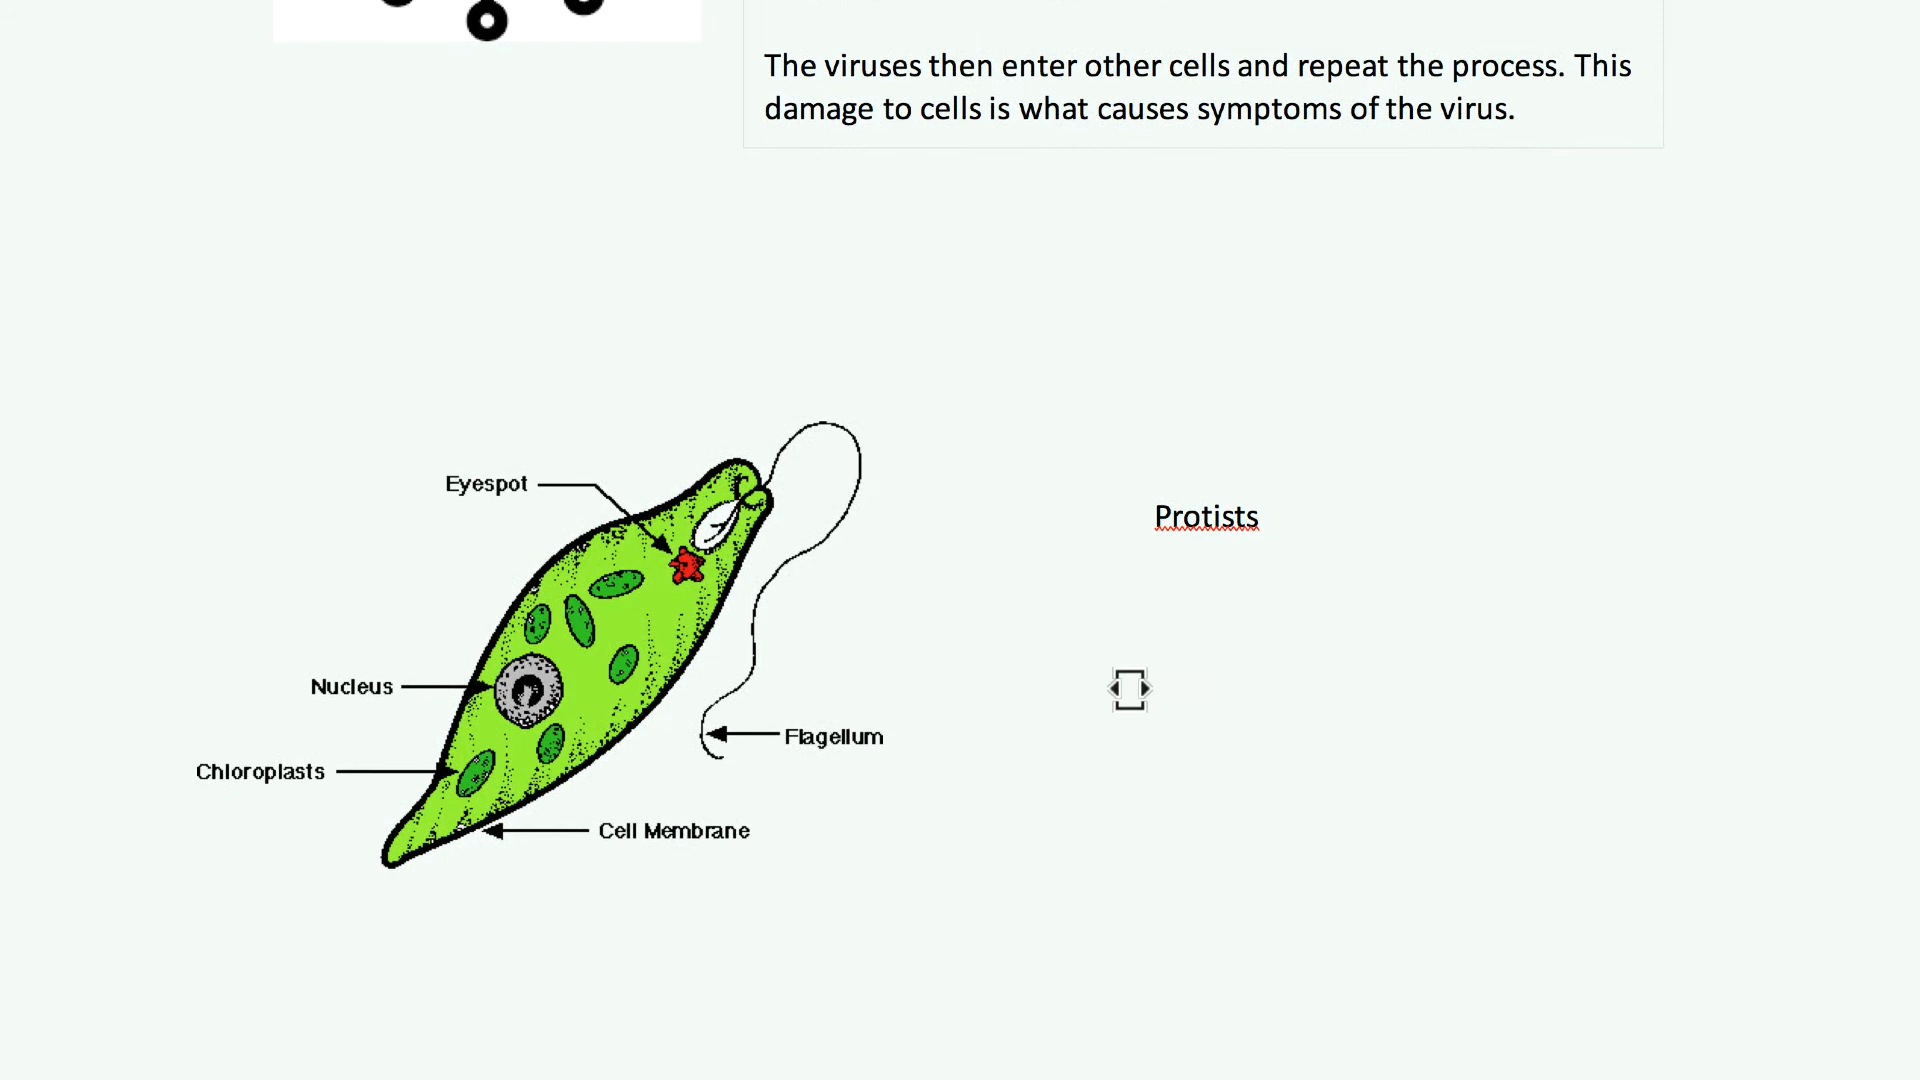 The viruses then enter other cells and repeat the process. This
damage to cells is what causes symptoms of the virus.
Eyespot
Protists
Nucleus
Flagellum
Chloroplasts
Cell Membrane